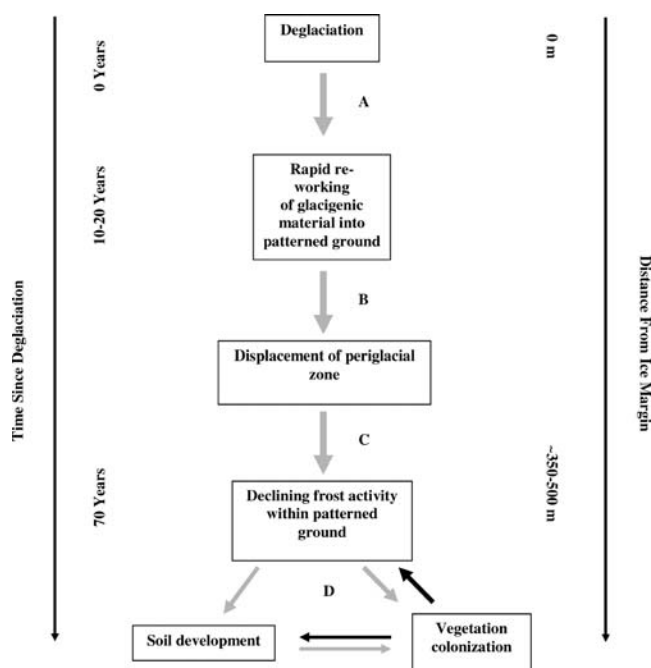 Deglaciation
0 Years
0 m
A
Rapid re-
working
of glacigenic
material into
patterned ground
10-20 Years
B
Time Since Deglaciation
Distance From Ice Margin
Displacement of periglacial
zone
C
70 Years
~350-500 m
Declining frost activity
within patterned
ground
D
Soil development
Vegetation
colonization